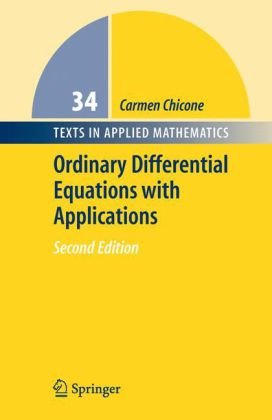 34
Carmen Chicone
TEXTS IN APPLIED MATHEMATICS
Ordinary Differential
Equations with
Applications
Second Edition
Springer